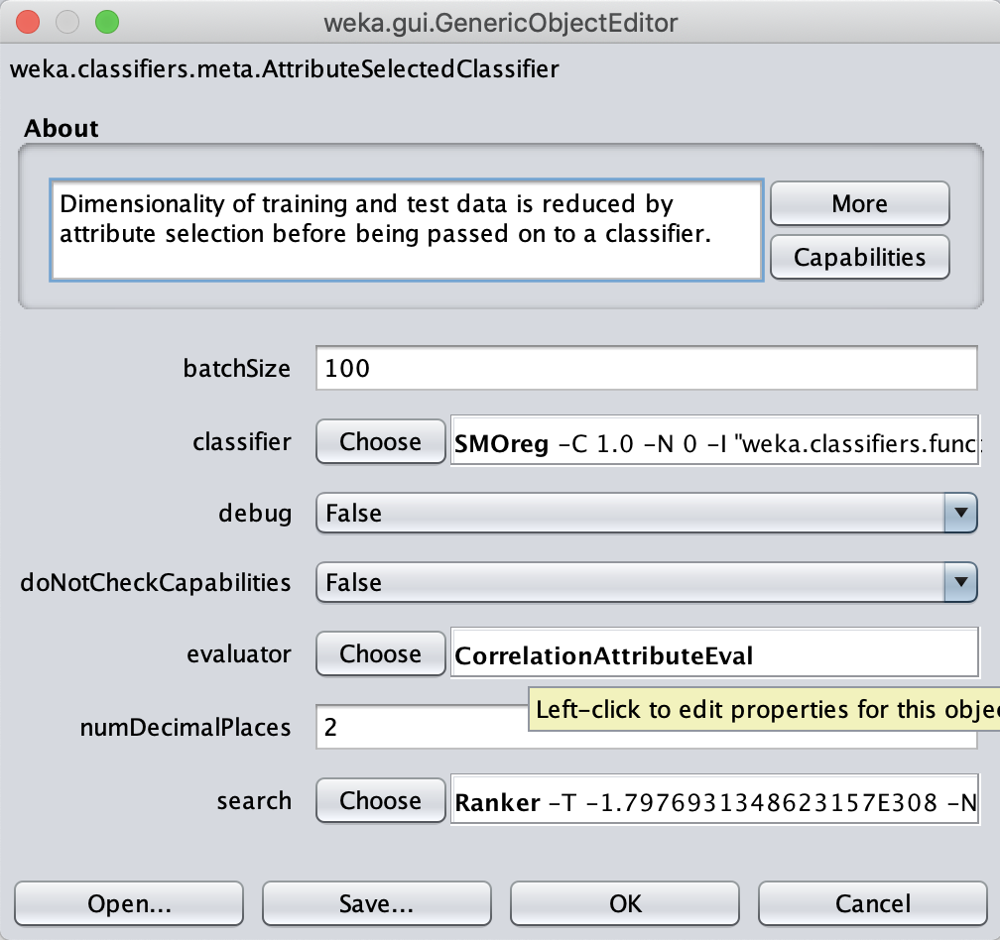 weka.gui.GenericObjectEditor
weka.classifiers.meta.AttributeSelectedClassifier
About
Dimensionality of training and test data is reduced by
attribute selection before being passed on to a classifier.
More
Capabilities
batchSize 100
classifier Choose SMOreg -C 1.0 -N 0 -I "weka.classifiers.func
debug False
doNotCheckCapabilities False
evaluator Choose CorrelationAttributeEval
Left-click to edit properties for this obje
numDecimalPlaces 2
search Choose Ranker -T -1.7976931348623157E308 -N
Open... Save... OK Cancel